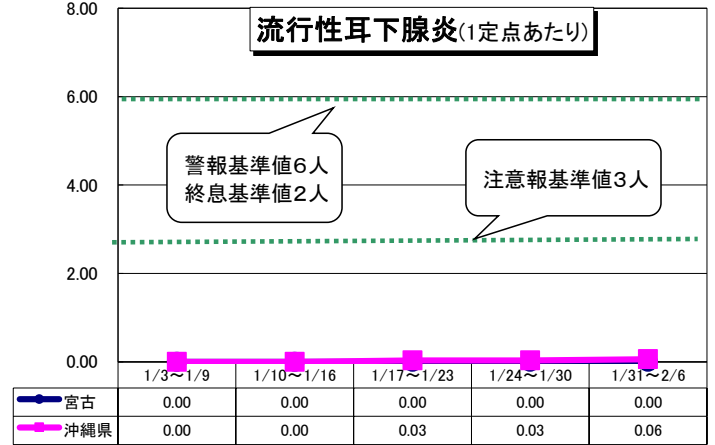 流行性耳下腺炎(1定点あたり)
8.00
6.00
4.00
2.00
0.00
警報基準値6人
終息基準値2人
注意報基準値3人
1/3～1/9 1/10～1/16 1/17～1/23 1/24～1/30 1/31～2/6
宮古 0.00 0.00 0.00 0.00 0.00
沖縄県 0.00 0.00 0.03 0.03 0.06